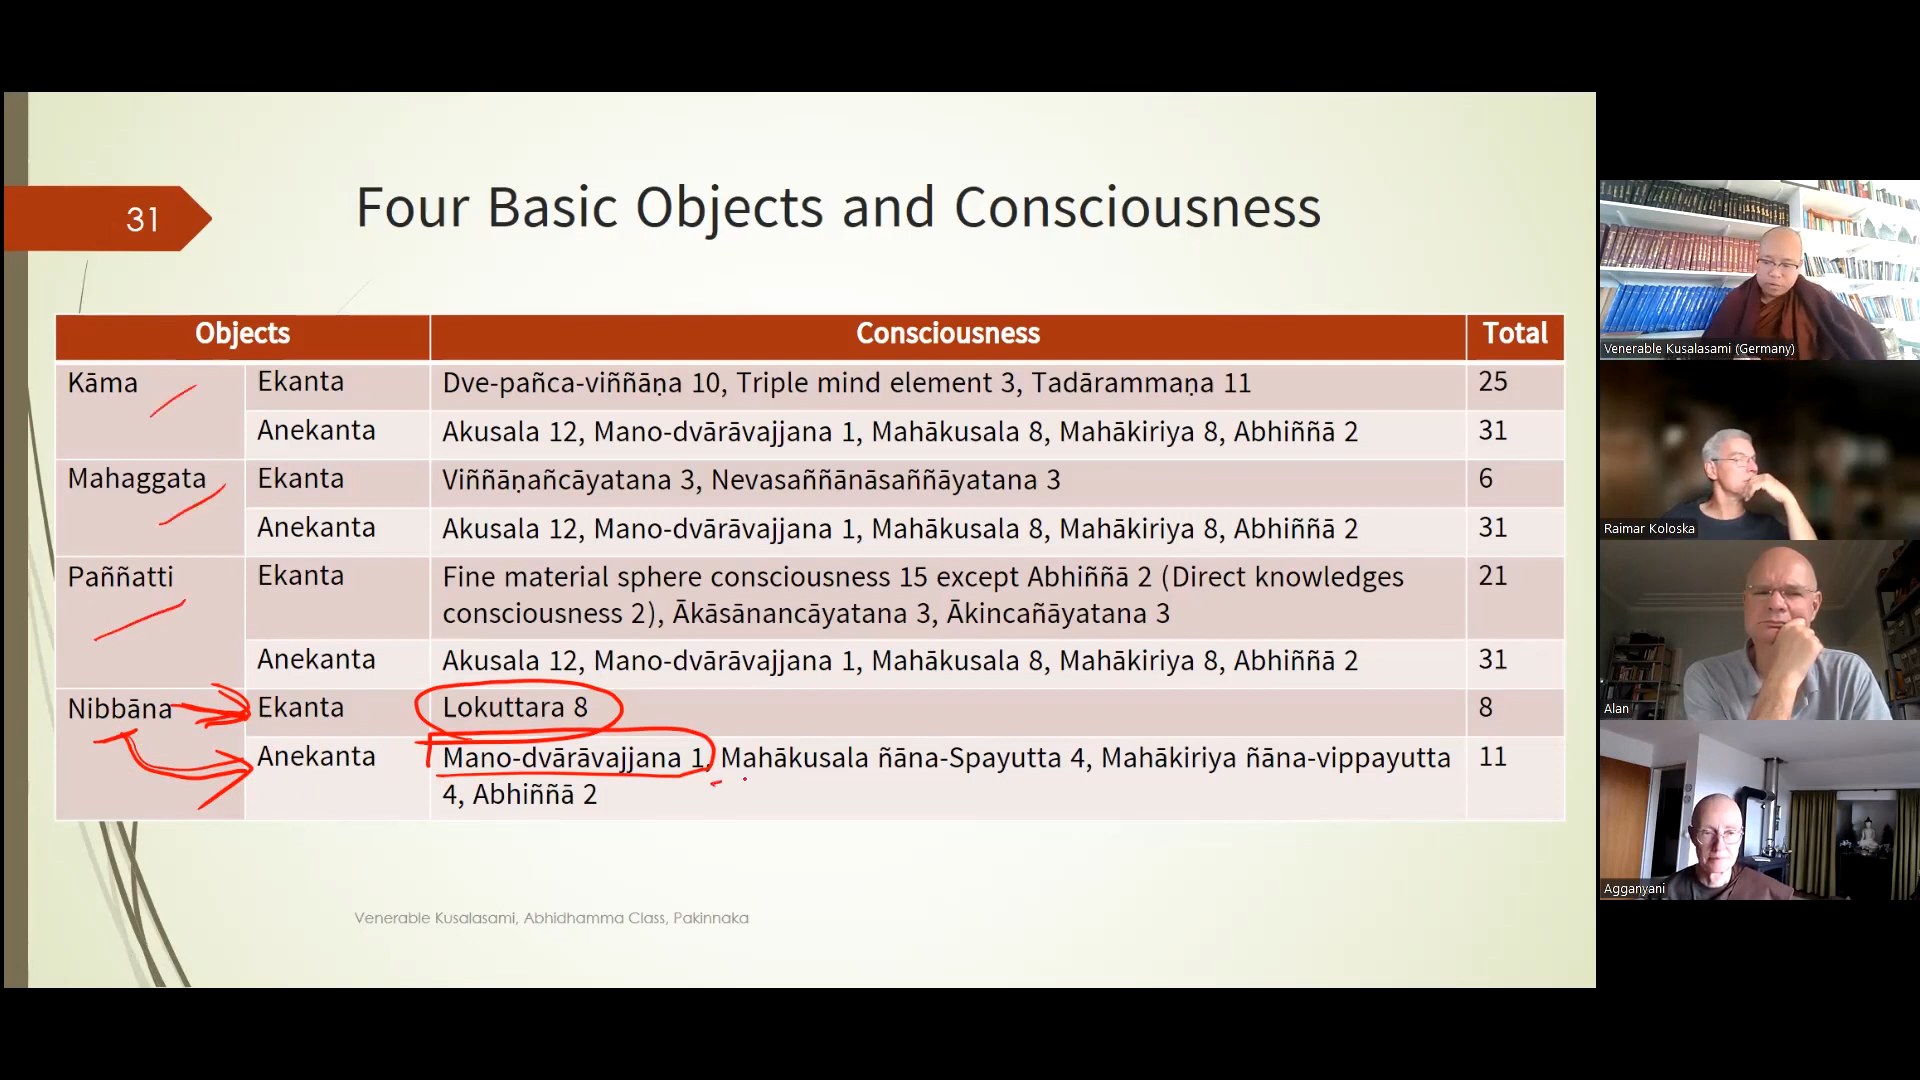 31
Four Basic Objects and Consciousness
Objects Consciousness Total
Kāma Ekanta Dve-pañca-viññāṇa 10, Triple mind element 3, Tadārammaṇa 11 25
Anekanta Akusala 12, Mano-dvārāvajjana 1, Mahākusala 8, Mahākiriya 8, Abhiññā 2 31
Mahaggata Ekanta Viññāṇañcāyatana 3, Nevasaññānāsaññāyatana 3 6
Anekanta Akusala 12, Mano-dvārāvajjana 1, Mahākusala 8, Mahākiriya 8, Abhiññā 2 31
Paññatti Ekanta Fine material sphere consciousness 15 except Abhiññā 2 (Direct knowledges 21
consciousness 2), Ākāsānancāyatana 3, Ākincañāyatana 3
Anekanta Akusala 12, Mano-dvārāvajjana 1, Mahākusala 8, Mahākiriya 8, Abhiññā 2 31
Nibbāna Ekanta Lokuttara 8 8
Anekanta Mano-dvārāvajjana 1, Mahākusala ñāna-Spayutta 4, Mahākiriya ñāna-vippayutta 11
4, Abhiññā 2
Venerable Kusalasami, Abhidhamma Class, Pakinnaka
Venerable Kusalasami (Germany)
Raimar Koloska
Alan
Agganyani